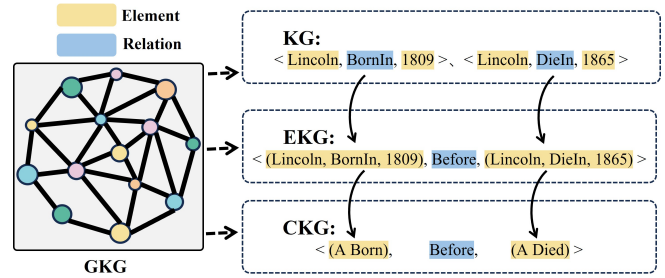 Element
Relation
KG:
< Lincoln, BornIn, 1809 >、 < Lincoln, DieIn, 1865 >
EKG:
< (Lincoln, BornIn, 1809), Before, (Lincoln, DieIn, 1865) >
CKG:
< (A Born), Before, (A Died) >
GKG